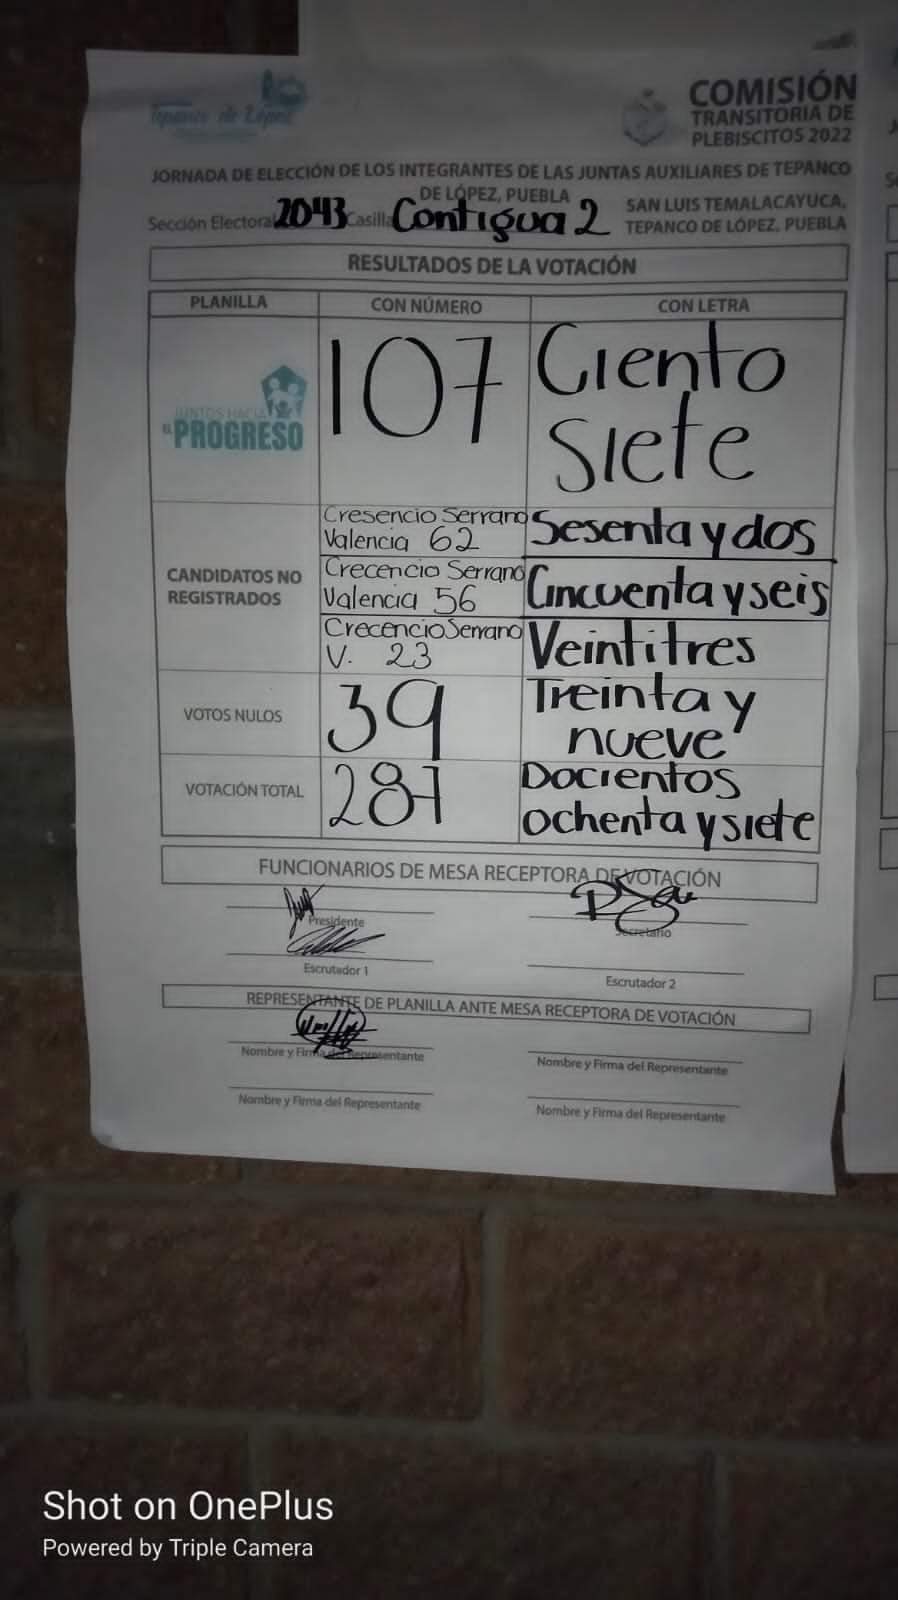 Tepanco de López
COMISIÓN
TRANSITORIA DE
PLEBISCITOS 2022
JORNADA DE ELECCIÓN DE LOS INTEGRANTES DE LAS JUNTAS AUXILIARES DE TEPANCO
DE LÓPEZ, PUEBLA
Sección Electoral 2043 Casilla Contigua 2
SAN LUIS TEMALACAYUCA,
TEPANCO DE LÓPEZ, PUEBLA
RESULTADOS DE LA VOTACIÓN
PLANILLA CON NÚMERO CON LETRA
JUNTOS HACIA
EL PROGRESO
107
Ciento
Siete
CANDIDATOS NO
REGISTRADOS
Cresencio Serrano
Valencia 62
Sesenta y dos
Crecencio Serrano
Valencia 56
Cincuenta y seis
Crecencio Serrano
V. 23
Veintitres
VOTOS NULOS
39
Treinta y
nueve
VOTACIÓN TOTAL
287
Docientos
ochenta y siete
FUNCIONARIOS DE MESA RECEPTORA DE VOTACIÓN
Presidente
Secretario
Escrutador 1
Escrutador 2
REPRESENTANTE DE PLANILLA ANTE MESA RECEPTORA DE VOTACIÓN
Nombre y Firma del Representante
Nombre y Firma del Representante
Nombre y Firma del Representante
Nombre y Firma del Representante
Shot on OnePlus
Powered by Triple Camera